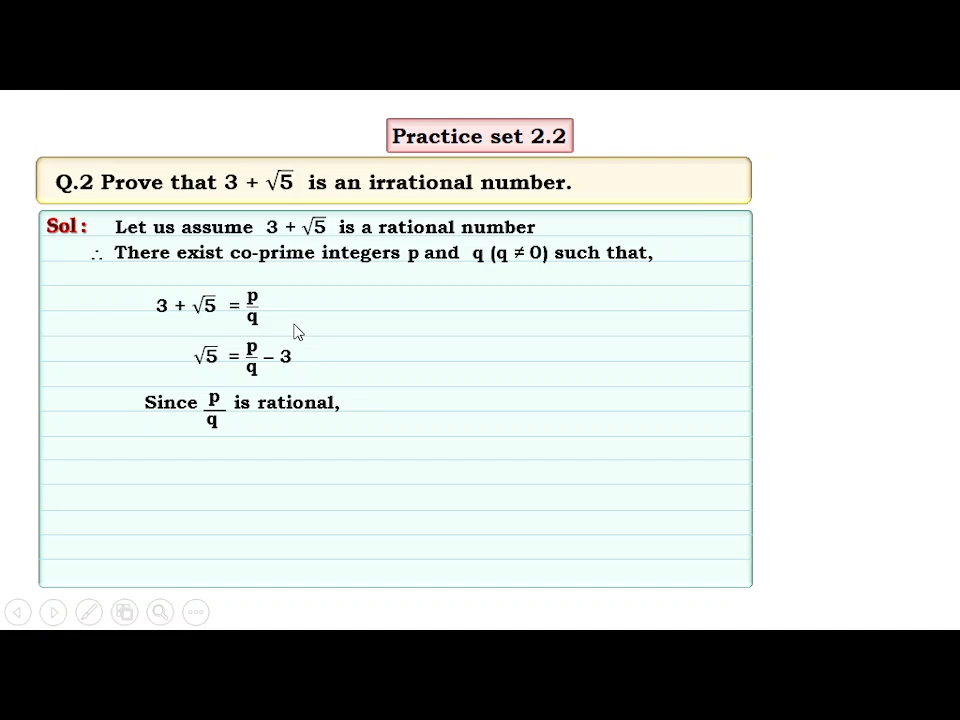 Practice set 2.2
Q.2 Prove that 3 + √5 is an irrational number.
Sol : Let us assume 3 + √5 is a rational number
∴ There exist co-prime integers p and q (q ≠ 0) such that,
3 + √5 = p/q
√5 = p/q – 3
Since p/q is rational,